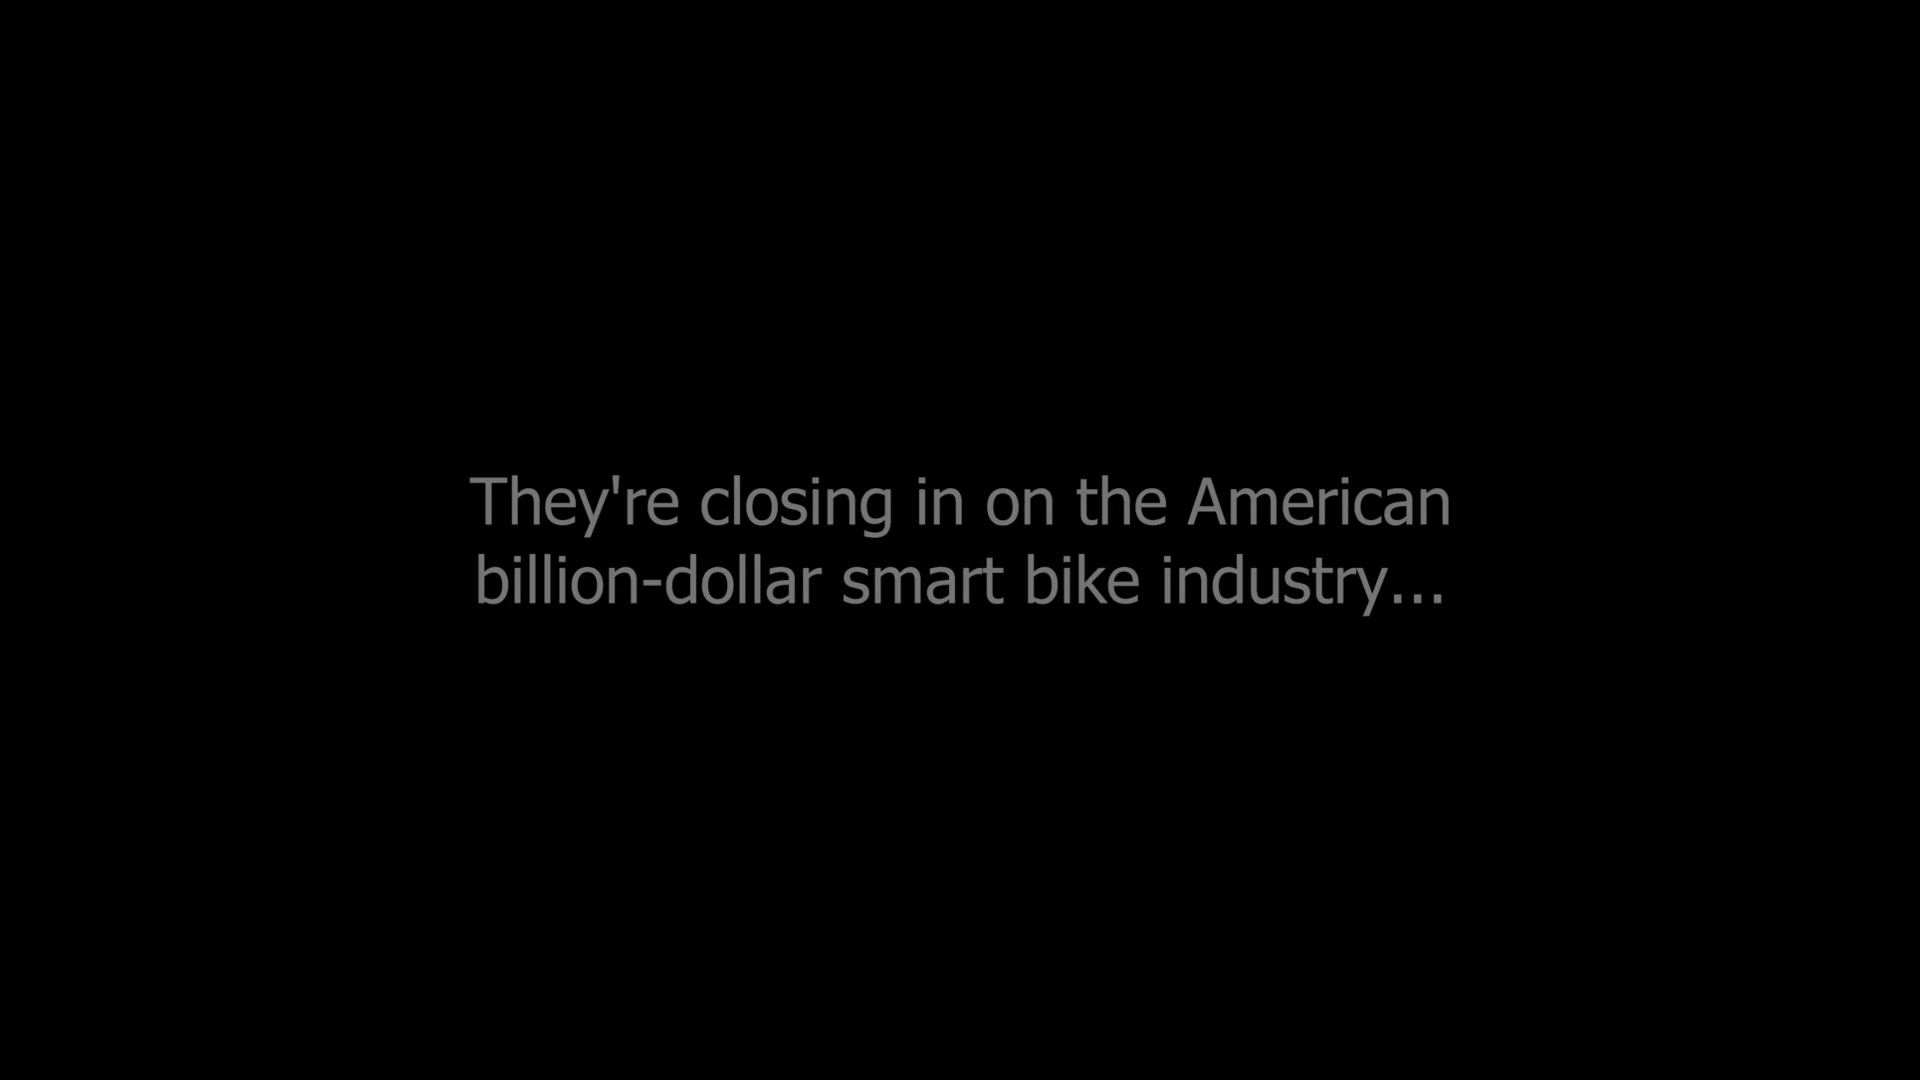 They're closing in on the American
billion-dollar smart bike industry...